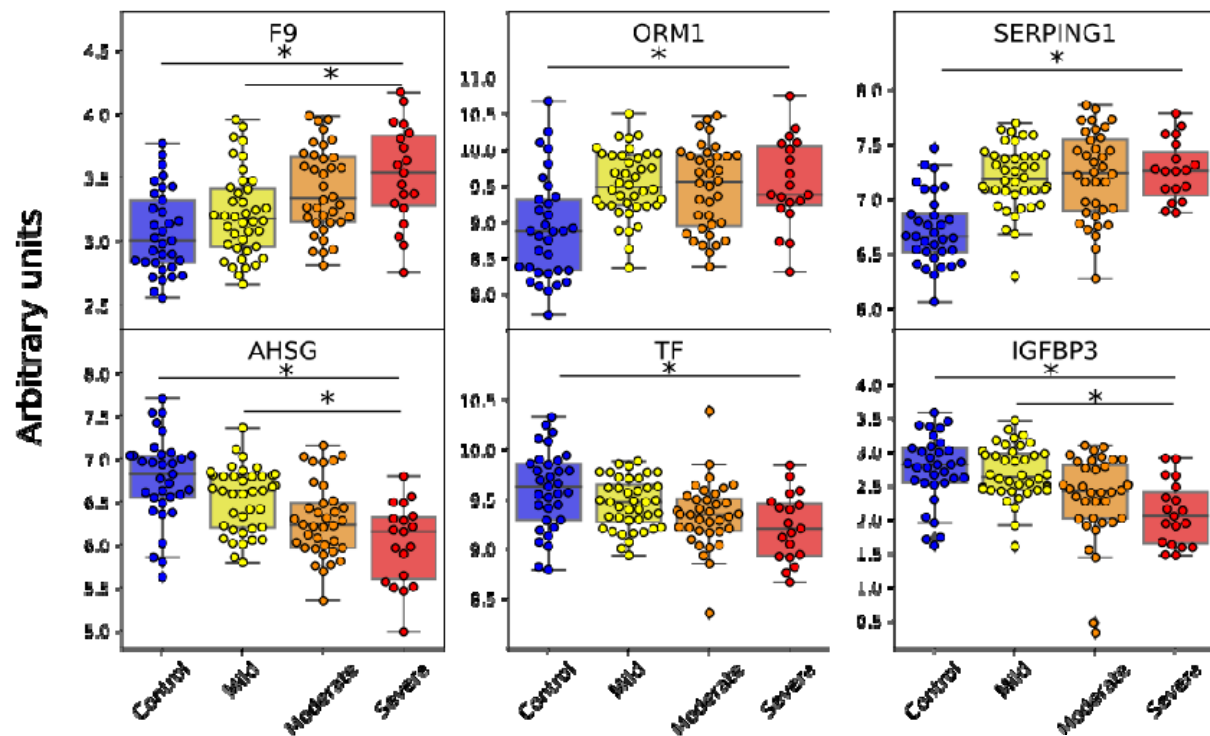 Arbitrary units
F9
*
*
4.5
4.0
3.5
3.0
2.5
ORM1
*
11.0
10.5
10.0
9.5
9.0
8.5
8.0
SERPING1
*
8.0
7.5
7.0
6.5
6.0
AHSG
*
*
8.0
7.5
7.0
6.5
6.0
5.5
5.0
TF
*
10.5
10.0
9.5
9.0
8.5
IGFBP3
*
*
4.0
3.5
3.0
2.5
2.0
1.5
1.0
0.5
Control
Mild
Moderate
Severe
Control
Mild
Moderate
Severe
Control
Mild
Moderate
Severe